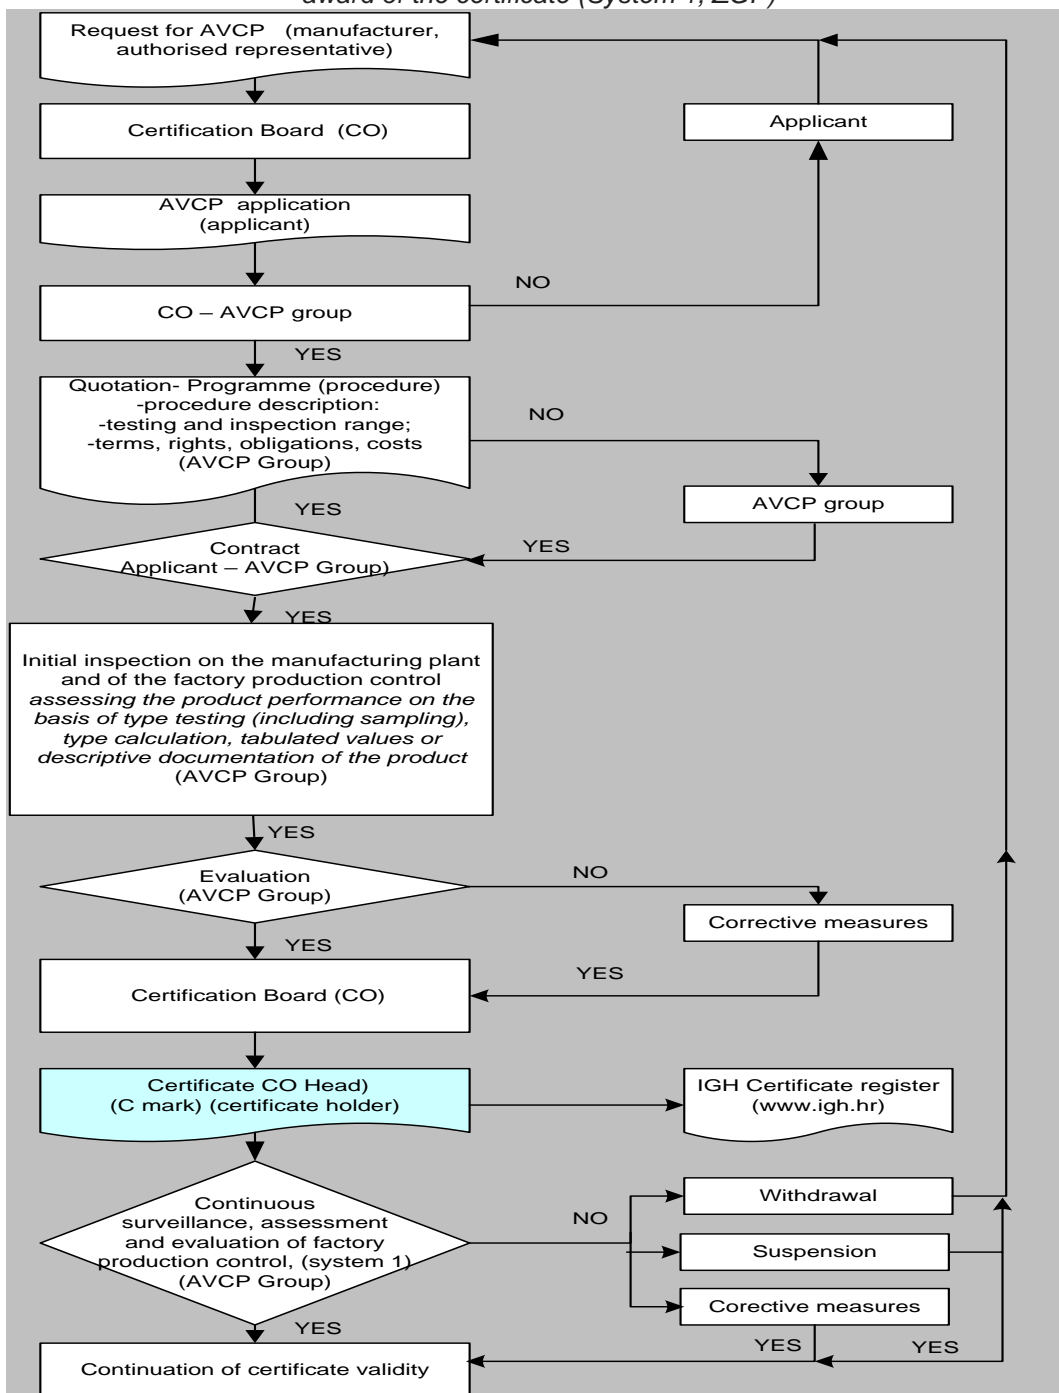 award of the certificate (System 1, ZGP)
Request for AVCP (manufacturer,
authorised representative)
Certification Board (CO)
Applicant
AVCP application
(applicant)
NO
CO – AVCP group
YES
Quotation- Programme (procedure)
-procedure description:
-testing and inspection range;
-terms, rights, obligations, costs
(AVCP Group)
NO
AVCP group
YES
YES
Contract
Applicant – AVCP Group)
YES
Initial inspection on the manufacturing plant
and of the factory production control
assessing the product performance on the
basis of type testing (including sampling),
type calculation, tabulated values or
descriptive documentation of the product
(AVCP Group)
YES
Evaluation
(AVCP Group)
NO
Corrective measures
YES
YES
Certification Board (CO)
Certificate CO Head)
(C mark) (certificate holder)
IGH Certificate register
(www.igh.hr)
Continuous
surveillance, assessment
and evaluation of factory
production control, (system 1)
(AVCP Group)
NO
Withdrawal
Suspension
Corective measures
YES
YES
YES
Continuation of certificate validity